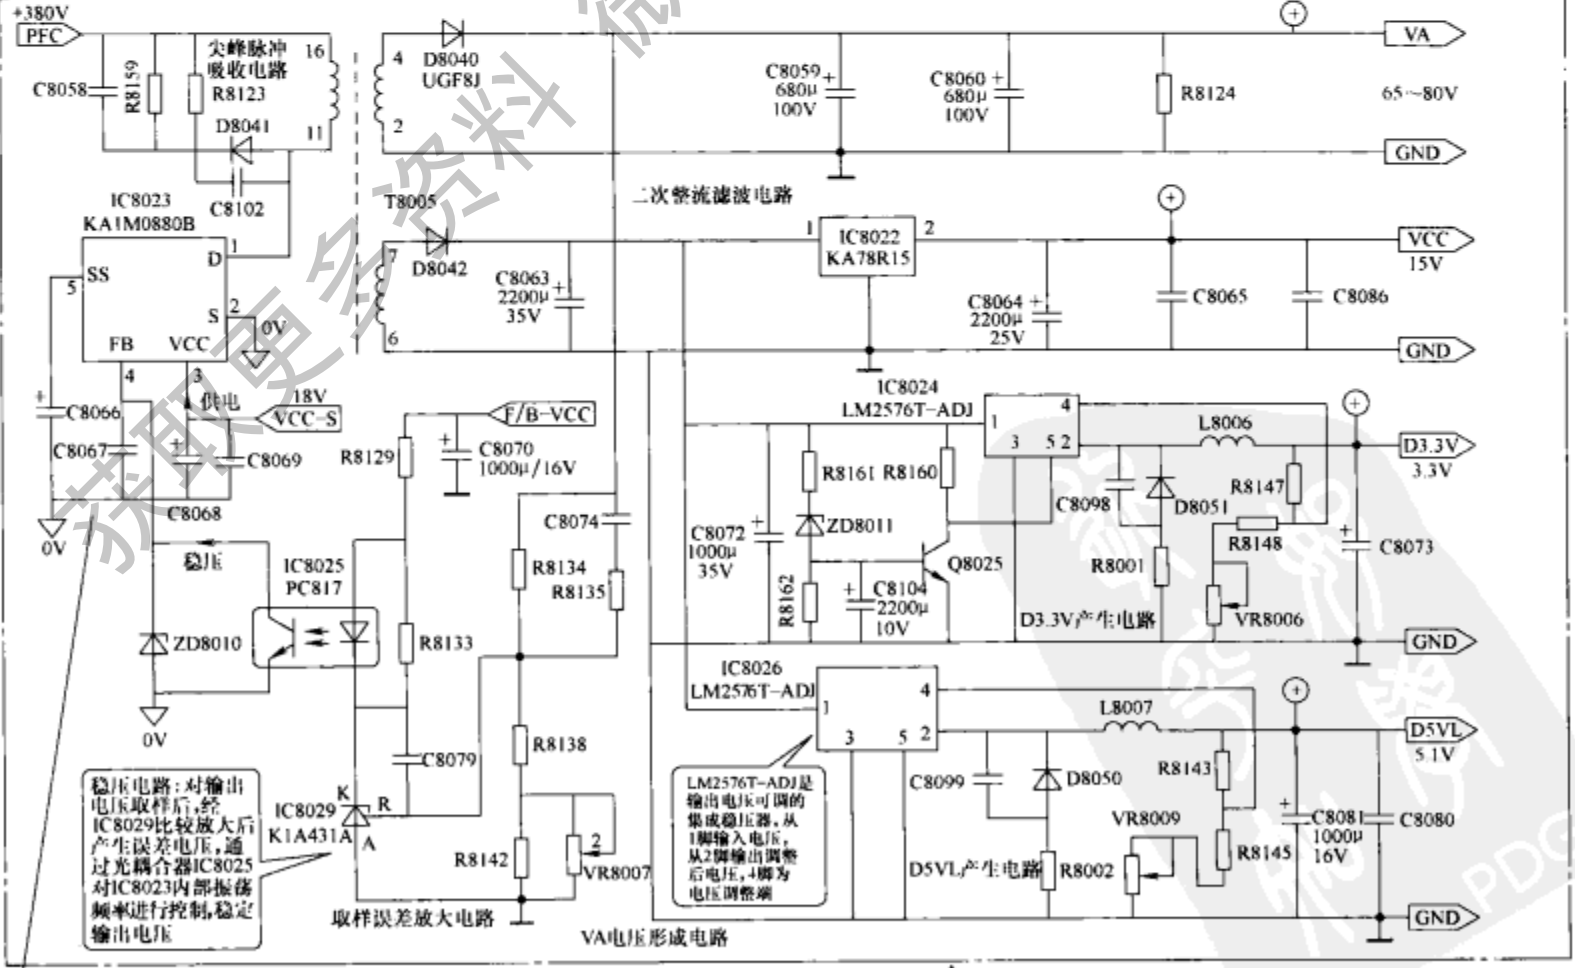 +380V
PFC
尖峰脉冲
吸收电路
C8058
R8159
R8123
16
11
D8041
C8102
4
2
D8040
UGF8J
C8059
680μ
100V
C8060
680μ
100V
R8124
VA
65~80V
GND
T8005
二次整流滤波电路
IC8023
KA1M0880B
SS
5
D
1
S
2
0V
FB
4
VCC
3
7
6
D8042
C8063
2200μ
35V
1
IC8022
KA78R15
2
C8064
2200μ
25V
C8065
C8086
VCC
15V
GND
C8066
C8067
供电
18V
VCC-S
C8069
C8068
0V
F/B-VCC
R8129
C8070
1000μ/16V
稳压
IC8025
PC817
ZD8010
0V
R8133
C8079
C8074
R8134
R8135
R8138
R8142
2
VR8007
K
R
A
IC8029
K1A431A
取样误差放大电路
VA电压形成电路
稳压电路:对输出
电压取样后,经
IC8029比较放大后
产生误差电压,通
过光耦合器IC8025
对IC8023内部振荡
频率进行控制,稳定
输出电压
IC8024
LM2576T-ADJ
1
3
5
2
4
R8161
R8160
ZD8011
C8072
1000μ
35V
R8162
C8104
2200μ
10V
Q8025
C8098
D8051
R8001
L8006
R8147
R8148
VR8006
C8073
D3.3V产生电路
D3.3V
3.3V
GND
IC8026
LM2576T-ADJ
1
3
5
2
4
LM2576T-ADJ是
输出电压可调的
集成稳压器,从
1脚输入电压,
从2脚输出调整
后电压,4脚为
电压调整端
C8099
D8050
L8007
R8143
VR8009
R8145
R8002
D5VL产生电路
C8081
1000μ
16V
C8080
D5VL
5.1V
GND
获取更多资料
PDG